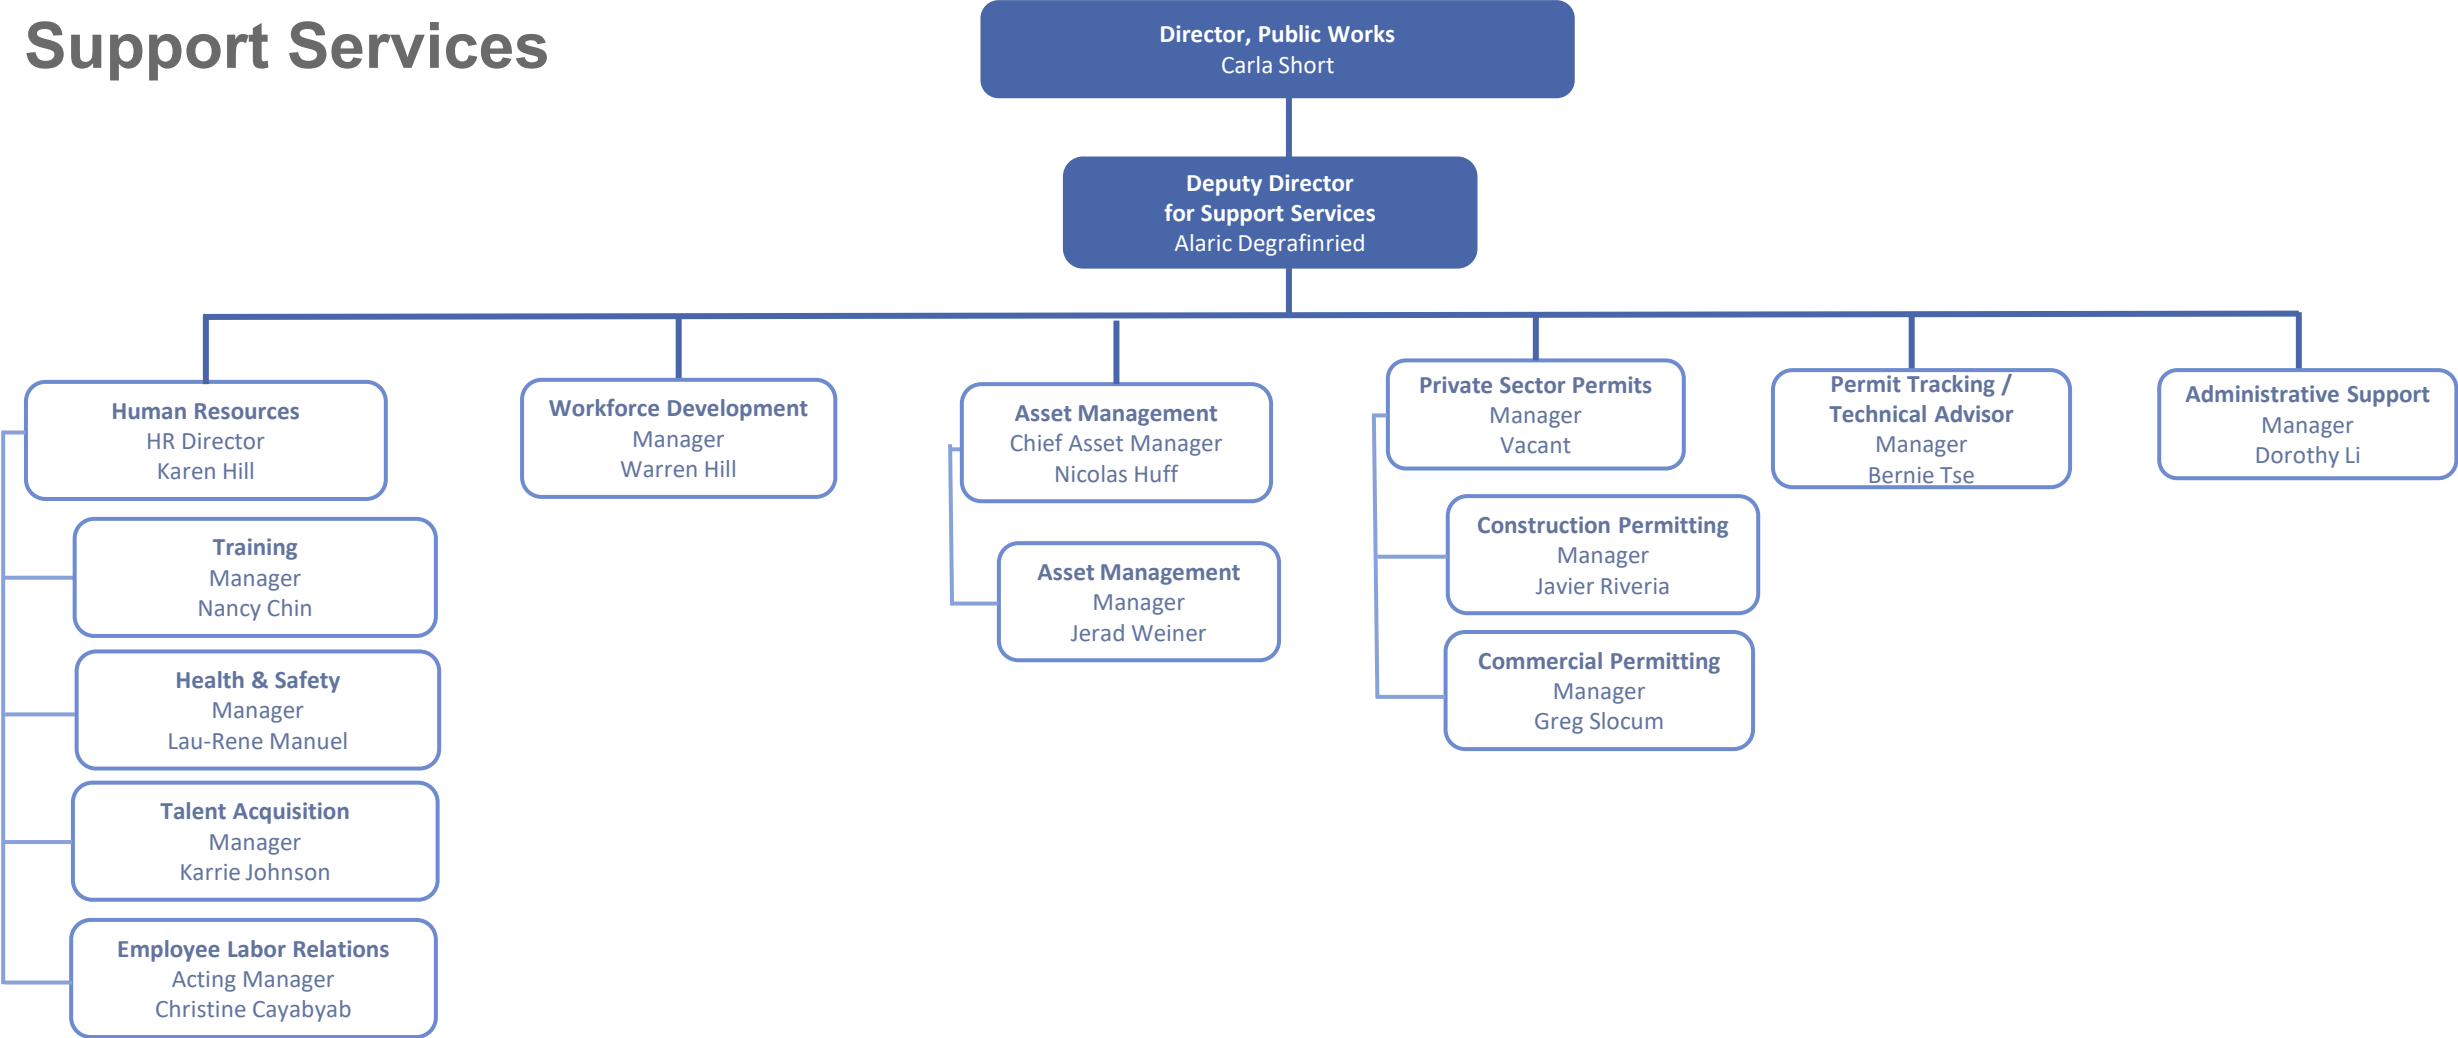 Support Services
Director, Public Works
Carla Short
Deputy Director
for Support Services
Alaric Degrafinried
Human Resources
HR Director
Karen Hill
Training
Manager
Nancy Chin
Health & Safety
Manager
Lau-Rene Manuel
Talent Acquisition
Manager
Karrie Johnson
Employee Labor Relations
Acting Manager
Christine Cayabyab
Workforce Development
Manager
Warren Hill
Asset Management
Chief Asset Manager
Nicolas Huff
Asset Management
Manager
Jerad Weiner
Private Sector Permits
Manager
Vacant
Construction Permitting
Manager
Javier Riveria
Commercial Permitting
Manager
Greg Slocum
Permit Tracking /
Technical Advisor
Manager
Bernie Tse
Administrative Support
Manager
Dorothy Li